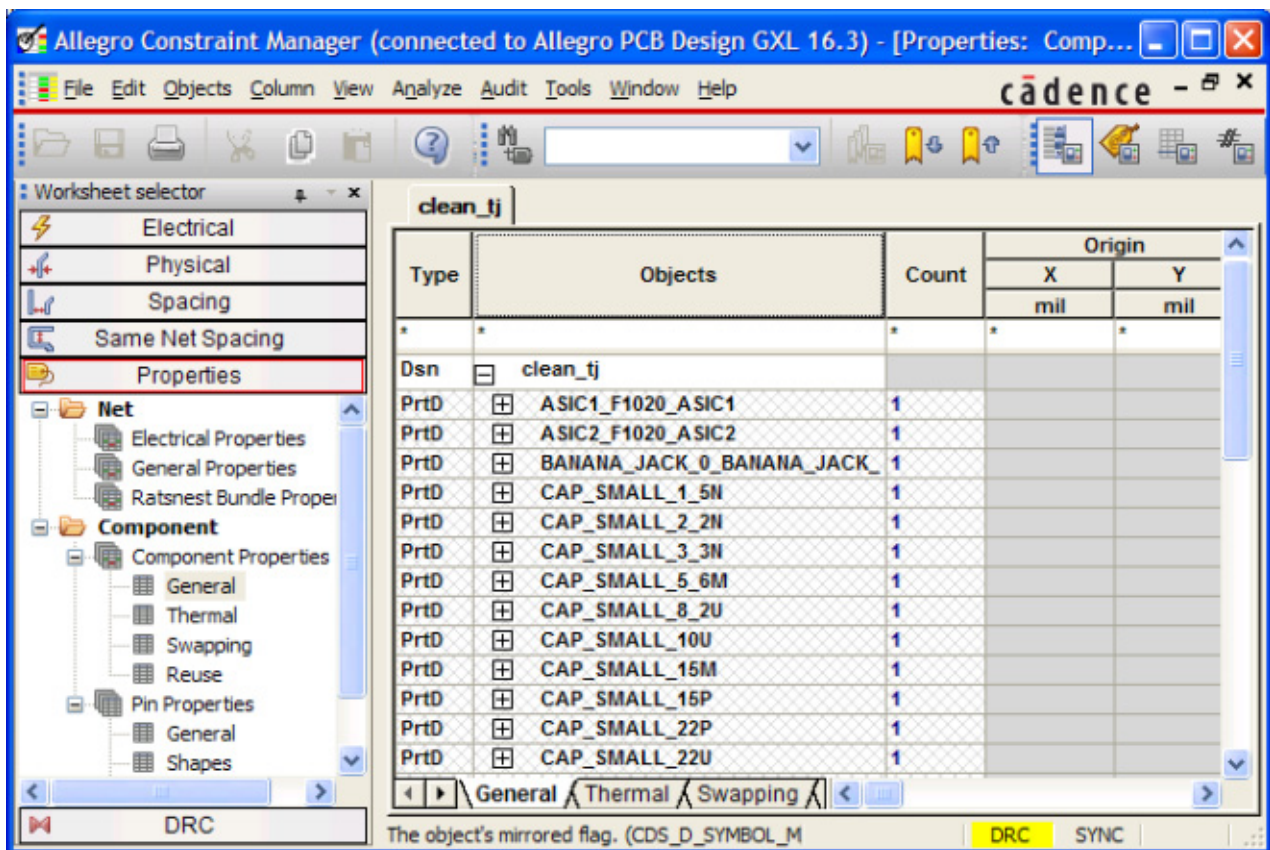 Allegro Constraint Manager (connected to Allegro PCB Design GXL 16.3) - [Properties: Comp...
File Edit Objects Column View Analyze Audit Tools Window Help
cādence
Worksheet selector
Electrical
Physical
Spacing
Same Net Spacing
Properties
Net
Electrical Properties
General Properties
Ratsnest Bundle Proper
Component
Component Properties
General
Thermal
Swapping
Reuse
Pin Properties
General
Shapes
DRC
clean_tj
Type Objects Count Origin
X Y
mil mil
* * * * *
Dsn clean_tj
PrtD ASIC1_F1020_ASIC1 1
PrtD ASIC2_F1020_ASIC2 1
PrtD BANANA_JACK_0_BANANA_JACK_ 1
PrtD CAP_SMALL_1_5N 1
PrtD CAP_SMALL_2_2N 1
PrtD CAP_SMALL_3_3N 1
PrtD CAP_SMALL_5_6M 1
PrtD CAP_SMALL_8_2U 1
PrtD CAP_SMALL_10U 1
PrtD CAP_SMALL_15M 1
PrtD CAP_SMALL_15P 1
PrtD CAP_SMALL_22P 1
PrtD CAP_SMALL_22U 1
General Thermal Swapping
The object's mirrored flag. (CDS_D_SYMBOL_M DRC SYNC